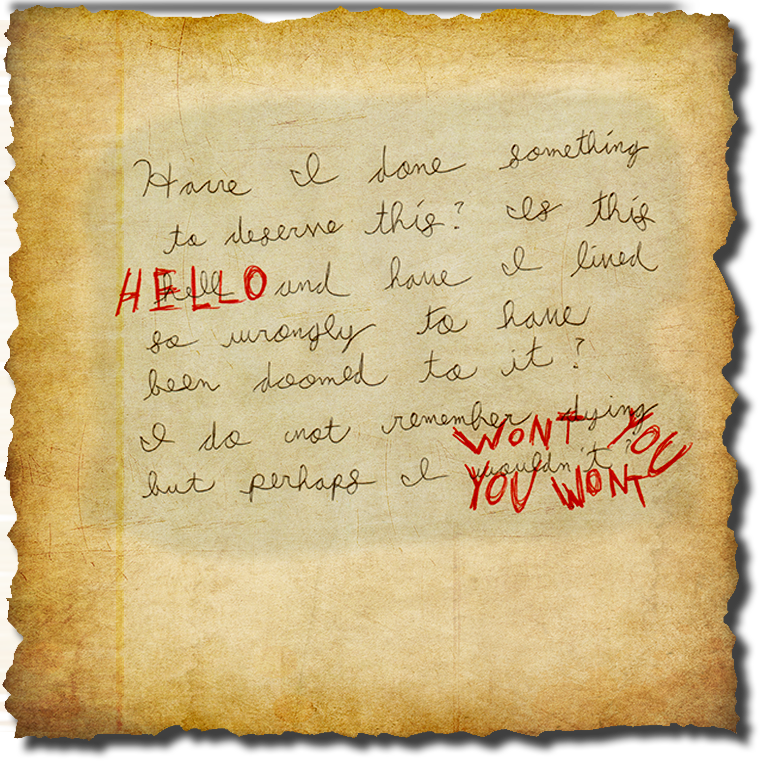 Have I done something
to deserve this? Is this
hell and have I lived
HELLO
so wrongly to have
been doomed to it?
I do not remember dying
WONT YOU
but perhaps I wouldn't?
YOU WONT